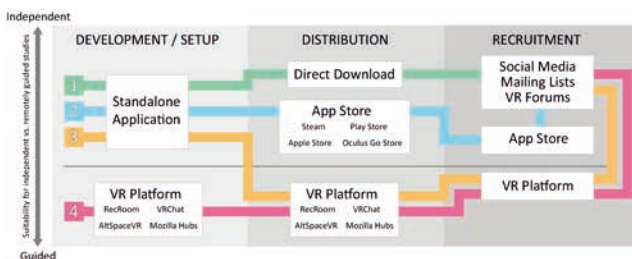 Independent
Suitability for independent vs. remotely guided studies
Guided
DEVELOPMENT / SETUP
DISTRIBUTION
RECRUITMENT
1
2
3
4
Standalone
Application
Direct Download
App Store
Steam Play Store
Apple Store Oculus Go Store
Social Media
Mailing Lists
VR Forums
App Store
VR Platform
RecRoom VRChat
AltSpaceVR Mozilla Hubs
VR Platform
RecRoom VRChat
AltSpaceVR Mozilla Hubs
VR Platform